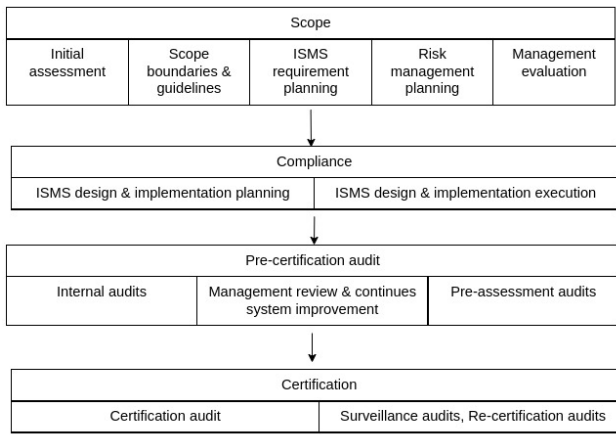 Scope
Initial
assessment
Scope
boundaries &
guidelines
ISMS
requirement
planning
Risk
management
planning
Management
evaluation
Compliance
ISMS design & implementation planning
ISMS design & implementation execution
Pre-certification audit
Internal audits
Management review & continues
system improvement
Pre-assessment audits
Certification
Certification audit
Surveillance audits, Re-certification audits